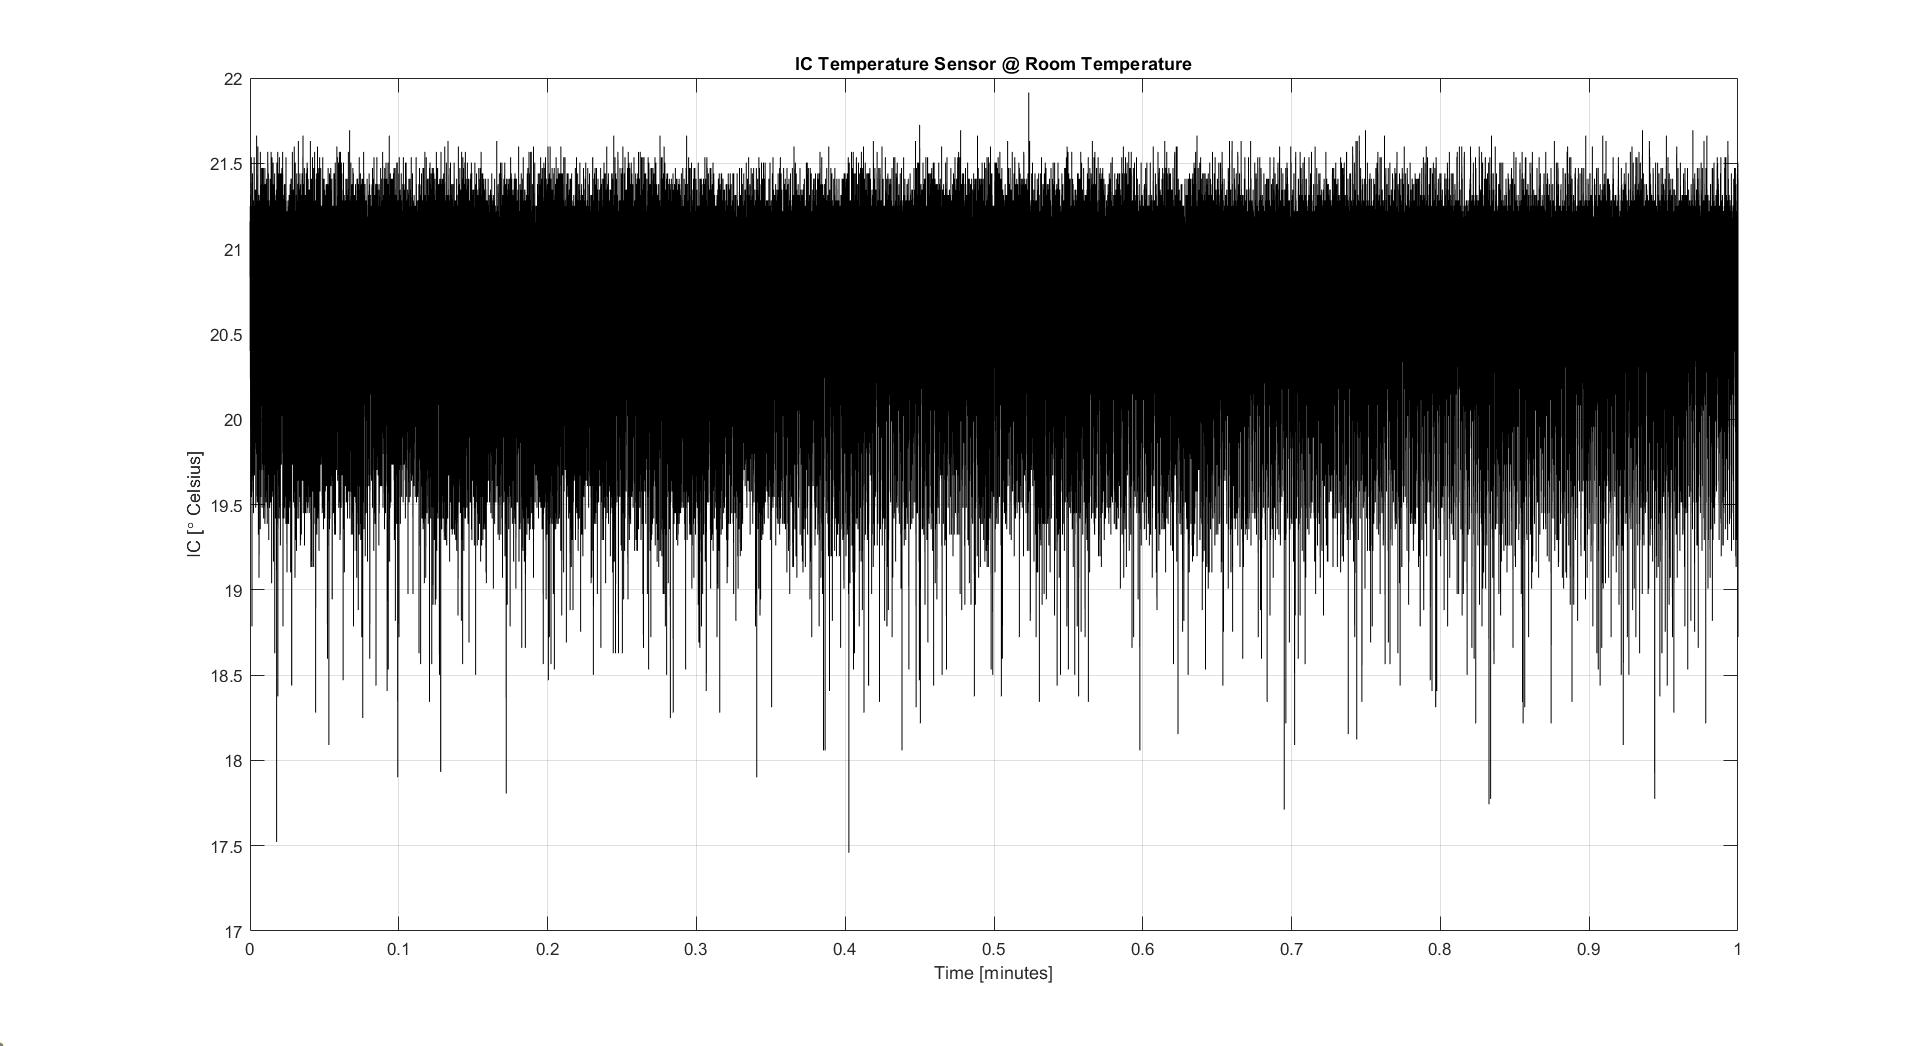 IC Temperature Sensor @ Room Temperature
22
21.5
21
20.5
20
19.5
19
18.5
18
17.5
17
IC [° Celsius]
0 0.1 0.2 0.3 0.4 0.5 0.6 0.7 0.8 0.9 1
Time [minutes]